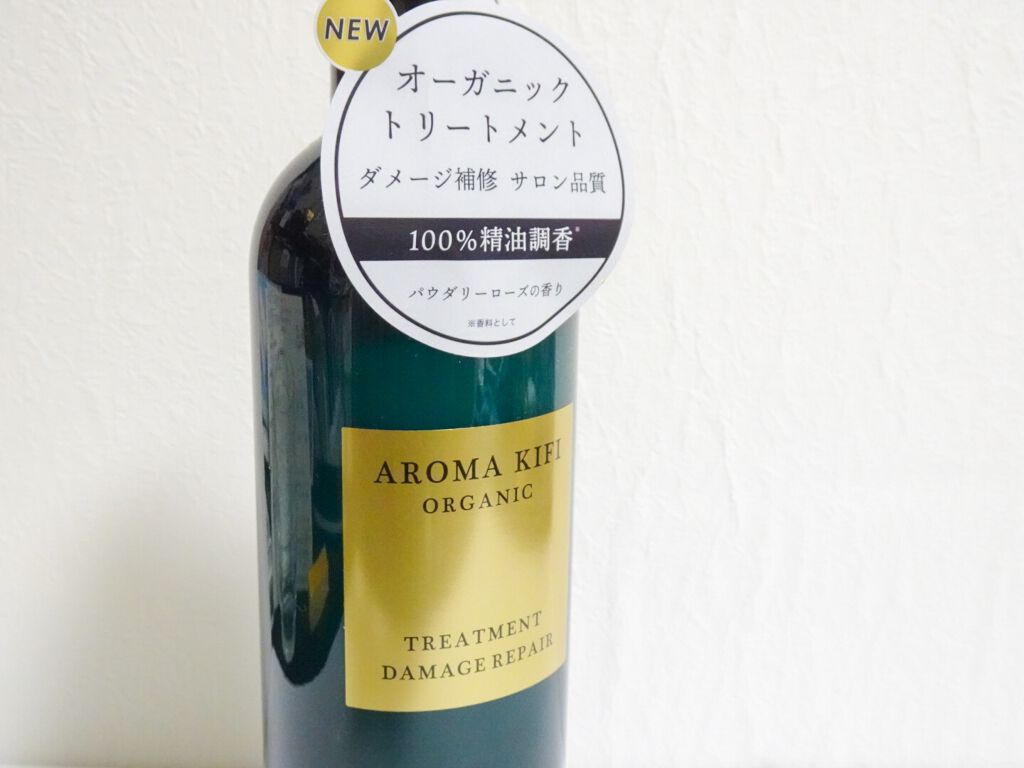 NEW
オーガニック
トリートメント
ダメージ補修 サロン品質
100%精油調香※
パウダリーローズの香り
※香料として
AROMA KIFI
ORGANIC
TREATMENT
DAMAGE REPAIR